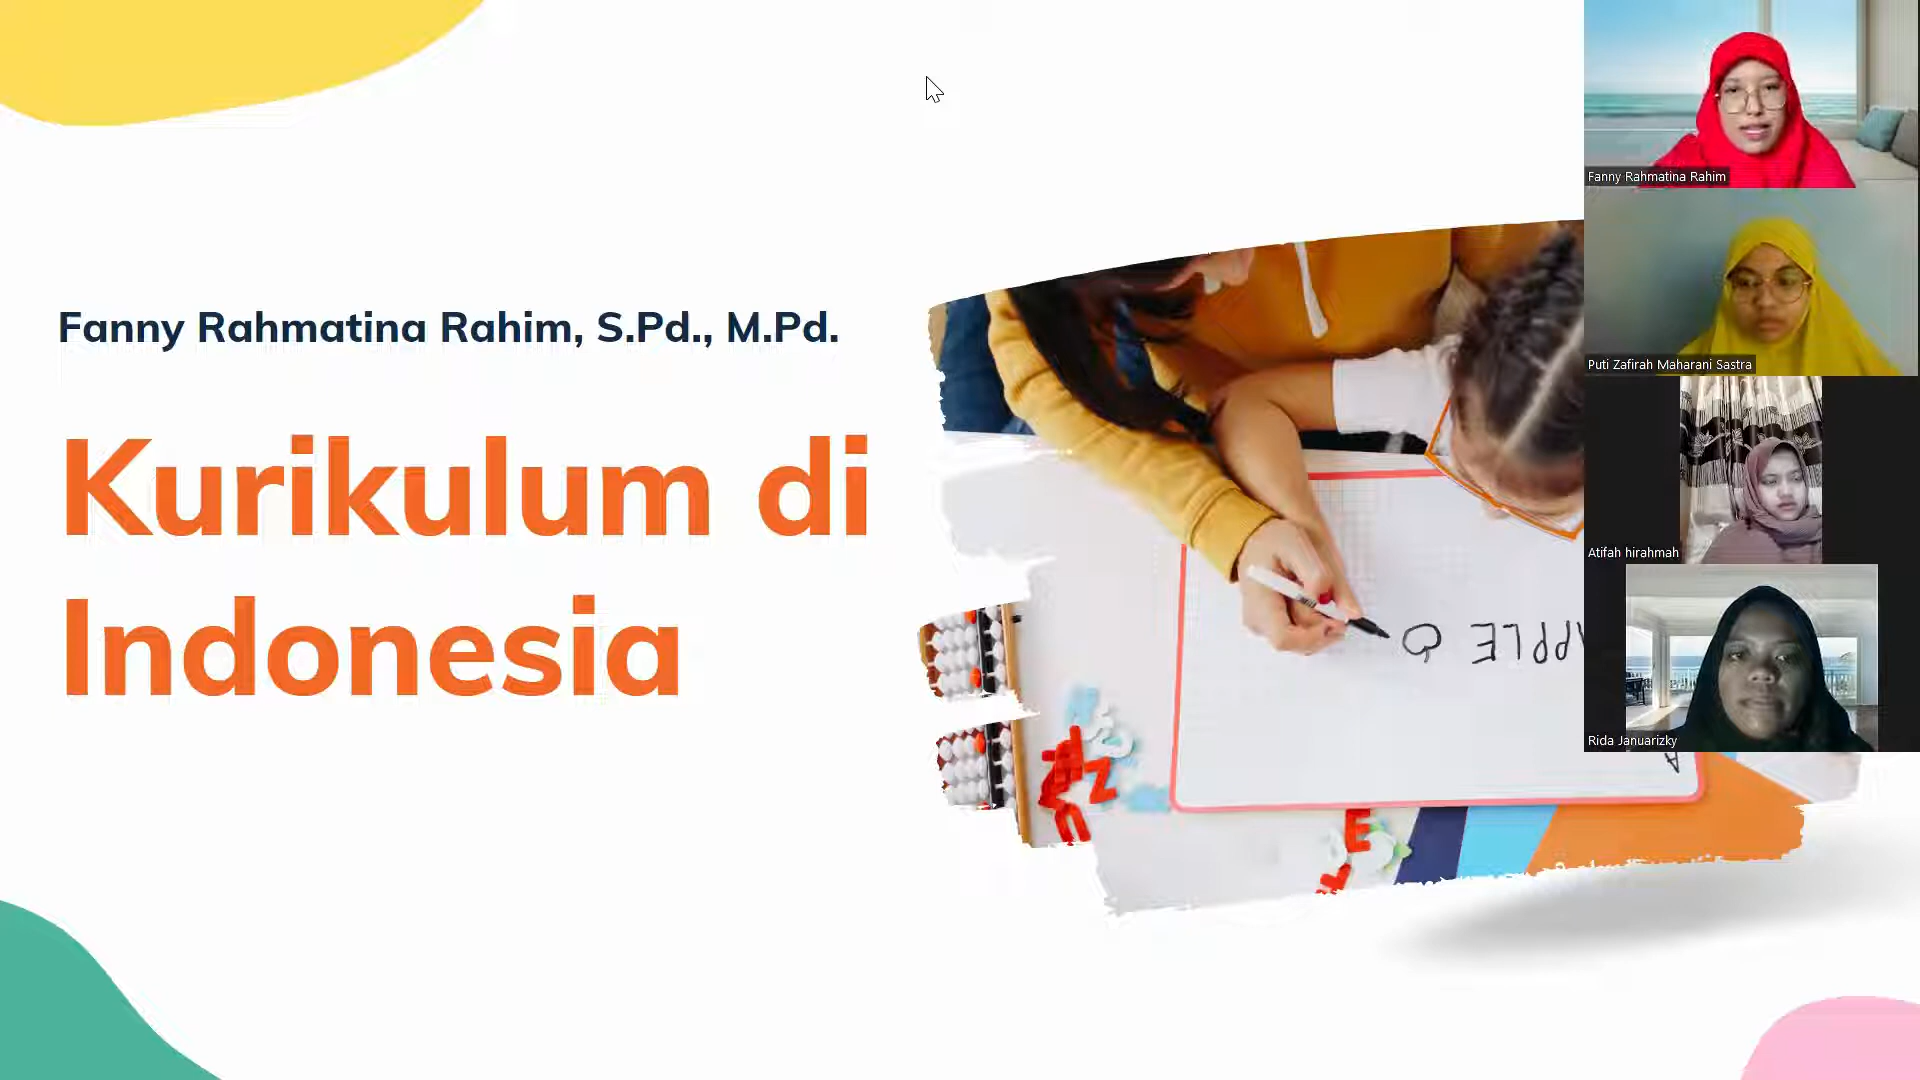 Fanny Rahmatina Rahim, S.Pd., M.Pd.
Kurikulum di
Indonesia
APPLE
A
E
Fanny Rahmatina Rahim
Puti Zafirah Maharani Sastra
Atifah hirahmah
Rida Januarizky